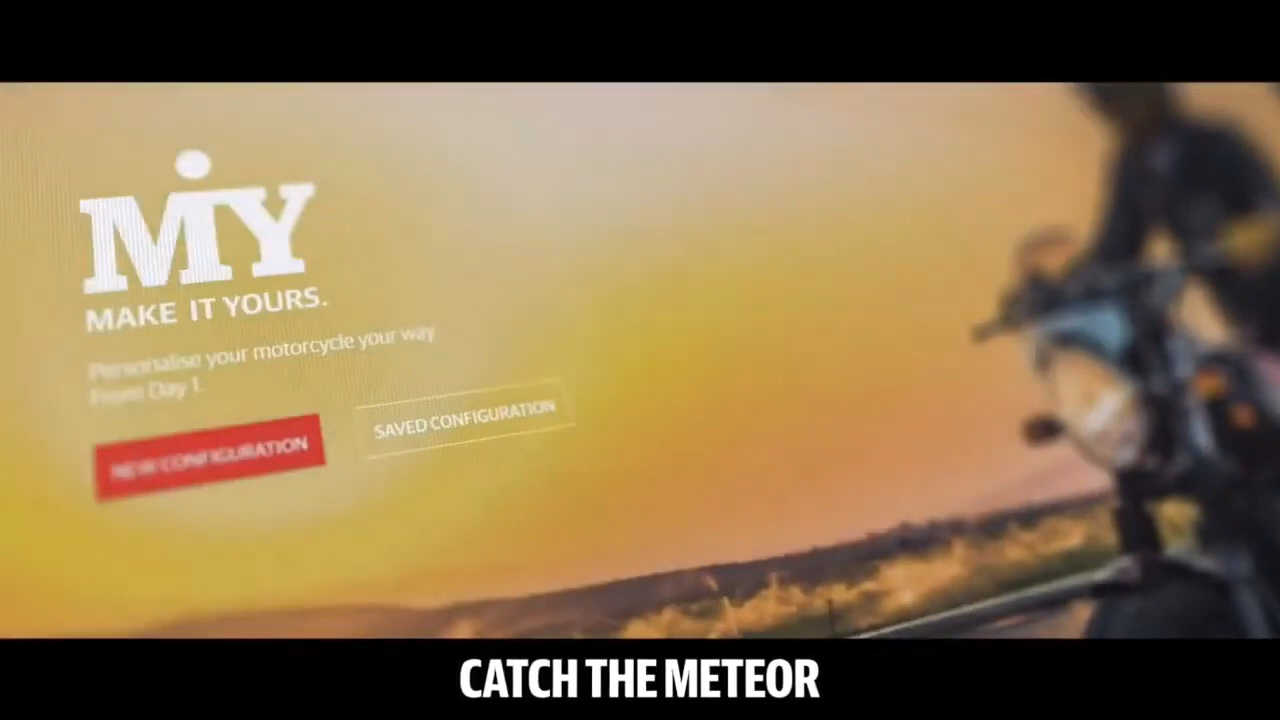 MiY
MAKE IT YOURS.
Personalise your motorcycle your way
From Day 1.
NEW CONFIGURATION
SAVED CONFIGURATION
CATCH THE METEOR